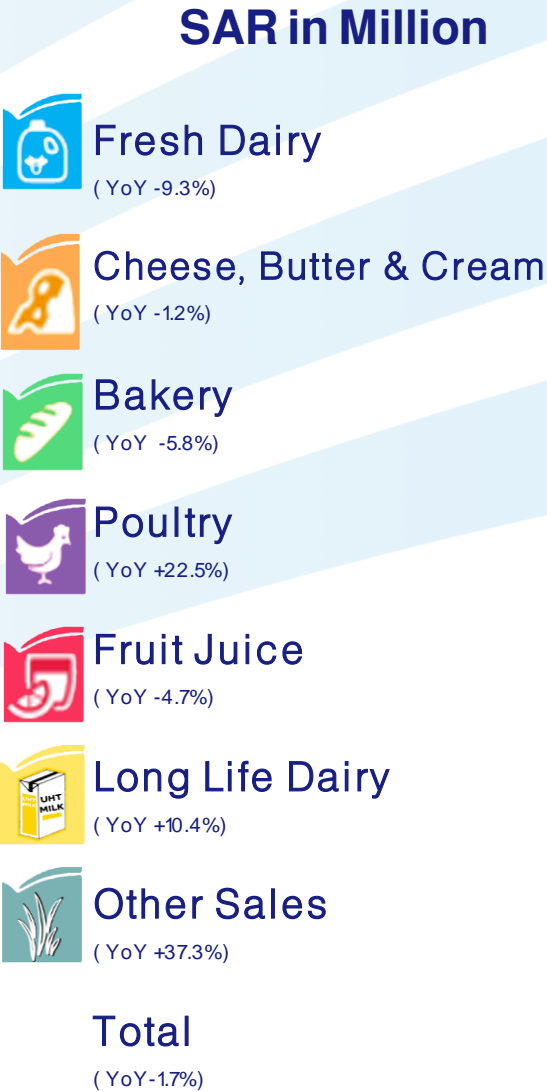 SAR in Million
Fresh Dairy
( YoY -9.3%)
Cheese, Butter & Cream
( YoY -1.2%)
Bakery
( YoY -5.8%)
Poultry
( YoY +22.5%)
Fruit Juice
( YoY -4.7%)
Long Life Dairy
( YoY +10.4%)
UHT
MILK
Other Sales
( YoY +37.3%)
Total
( YoY-1.7%)